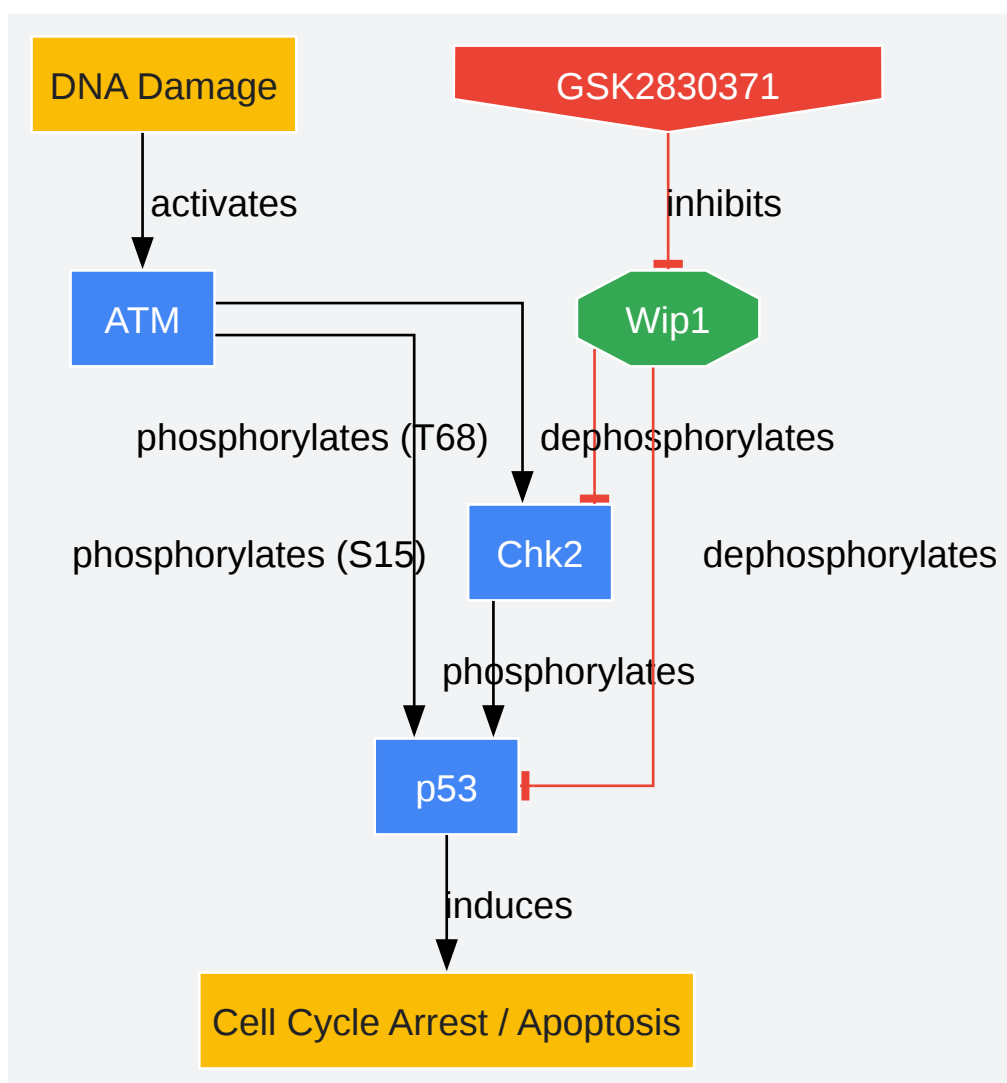 DNA Damage
GSK2830371
activates
inhibits
ATM
Wip1
phosphorylates (T68)
dephosphorylates
phosphorylates (S15)
Chk2
dephosphorylates
phosphorylates
p53
induces
Cell Cycle Arrest / Apoptosis